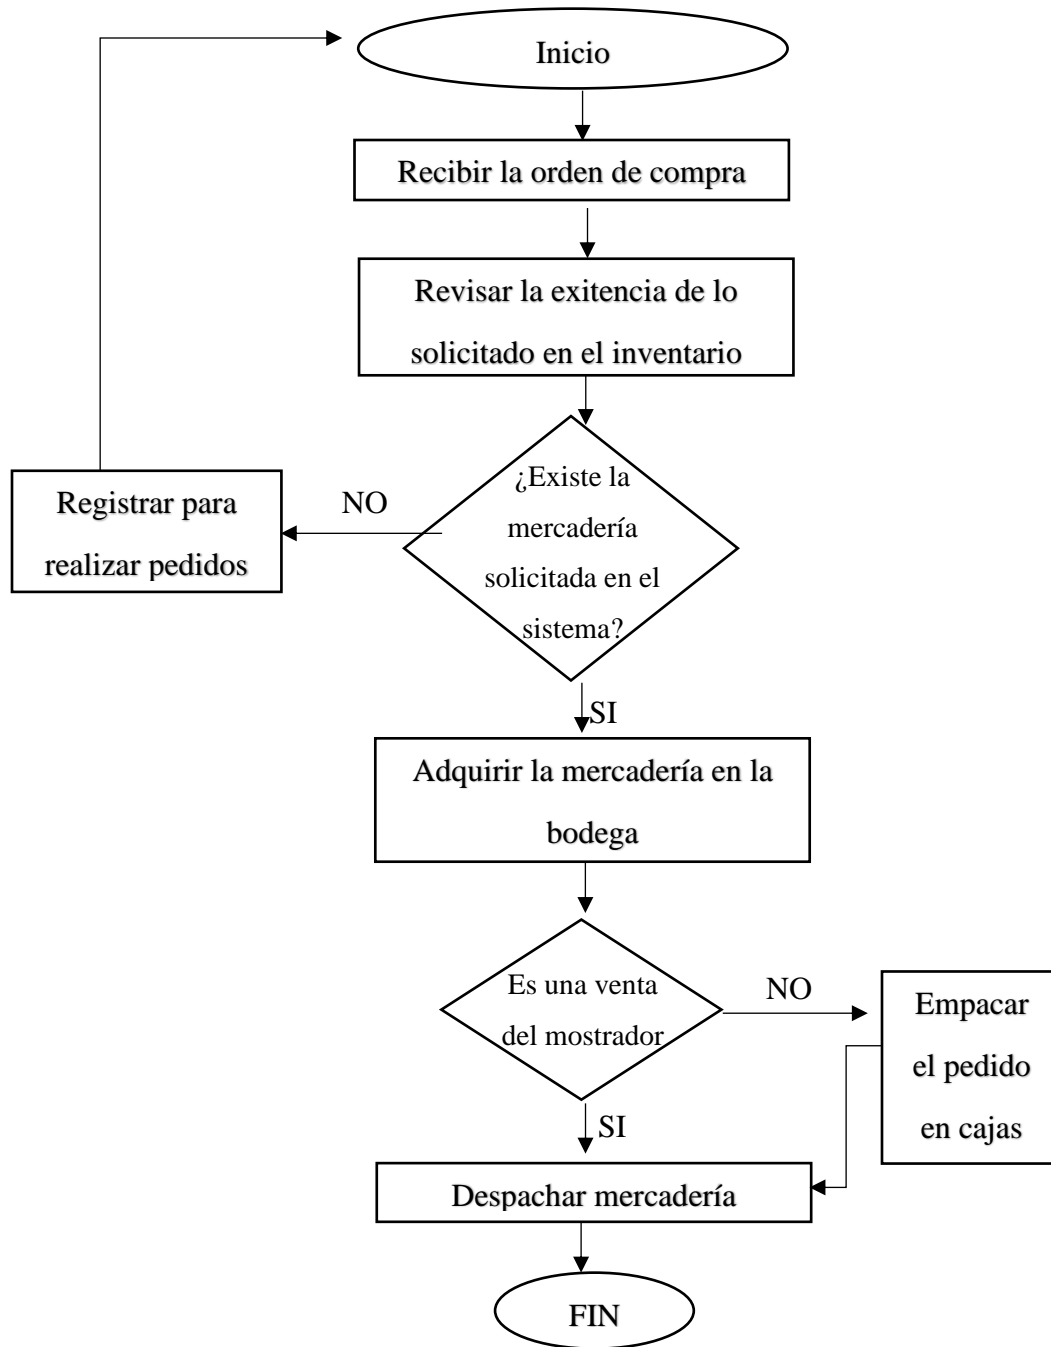 Inicio
Recibir la orden de compra
Revisar la exitencia de lo
solicitado en el inventario
¿Existe la
mercadería
solicitada en el
sistema?
NO
Registrar para
realizar pedidos
SI
Adquirir la mercadería en la
bodega
Es una venta
del mostrador
NO
Empacar
el pedido
en cajas
SI
Despachar mercadería
FIN